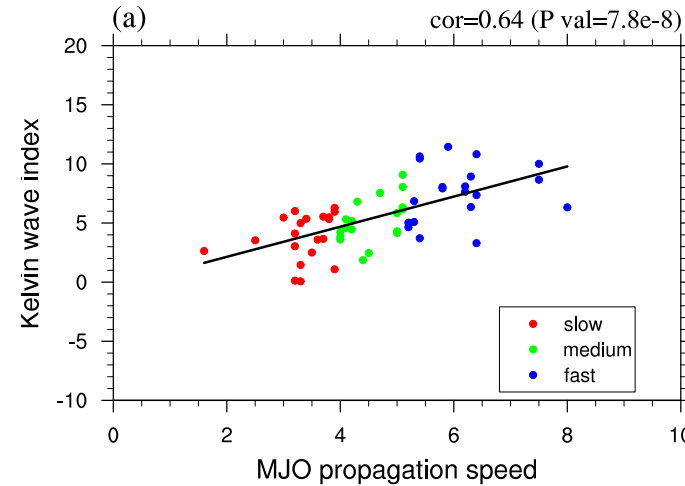 (a) cor=0.64 (P val=7.8e-8)
20
15
10
5
0
-5
-10
Kelvin wave index
slow
medium
fast
0 2 4 6 8 10
MJO propagation speed